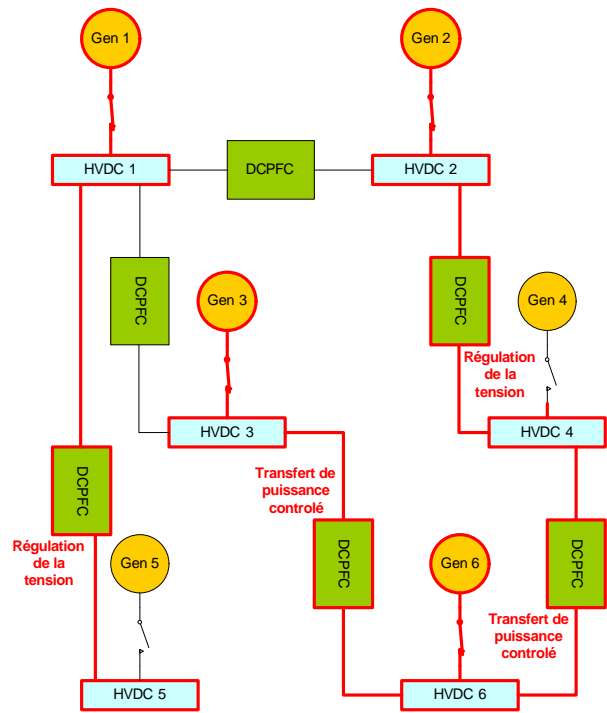 Gen 1
Gen 2
HVDC 1
DCPFC
HVDC 2
DCPFC
DCPFC
Gen 3
Gen 4
Régulation
de la
tension
HVDC 3
HVDC 4
Transfert de
puissance
controlé
DCPFC
DCPFC
DCPFC
Régulation
de la
tension
Gen 5
Gen 6
Transfert de
puissance
controlé
HVDC 5
HVDC 6